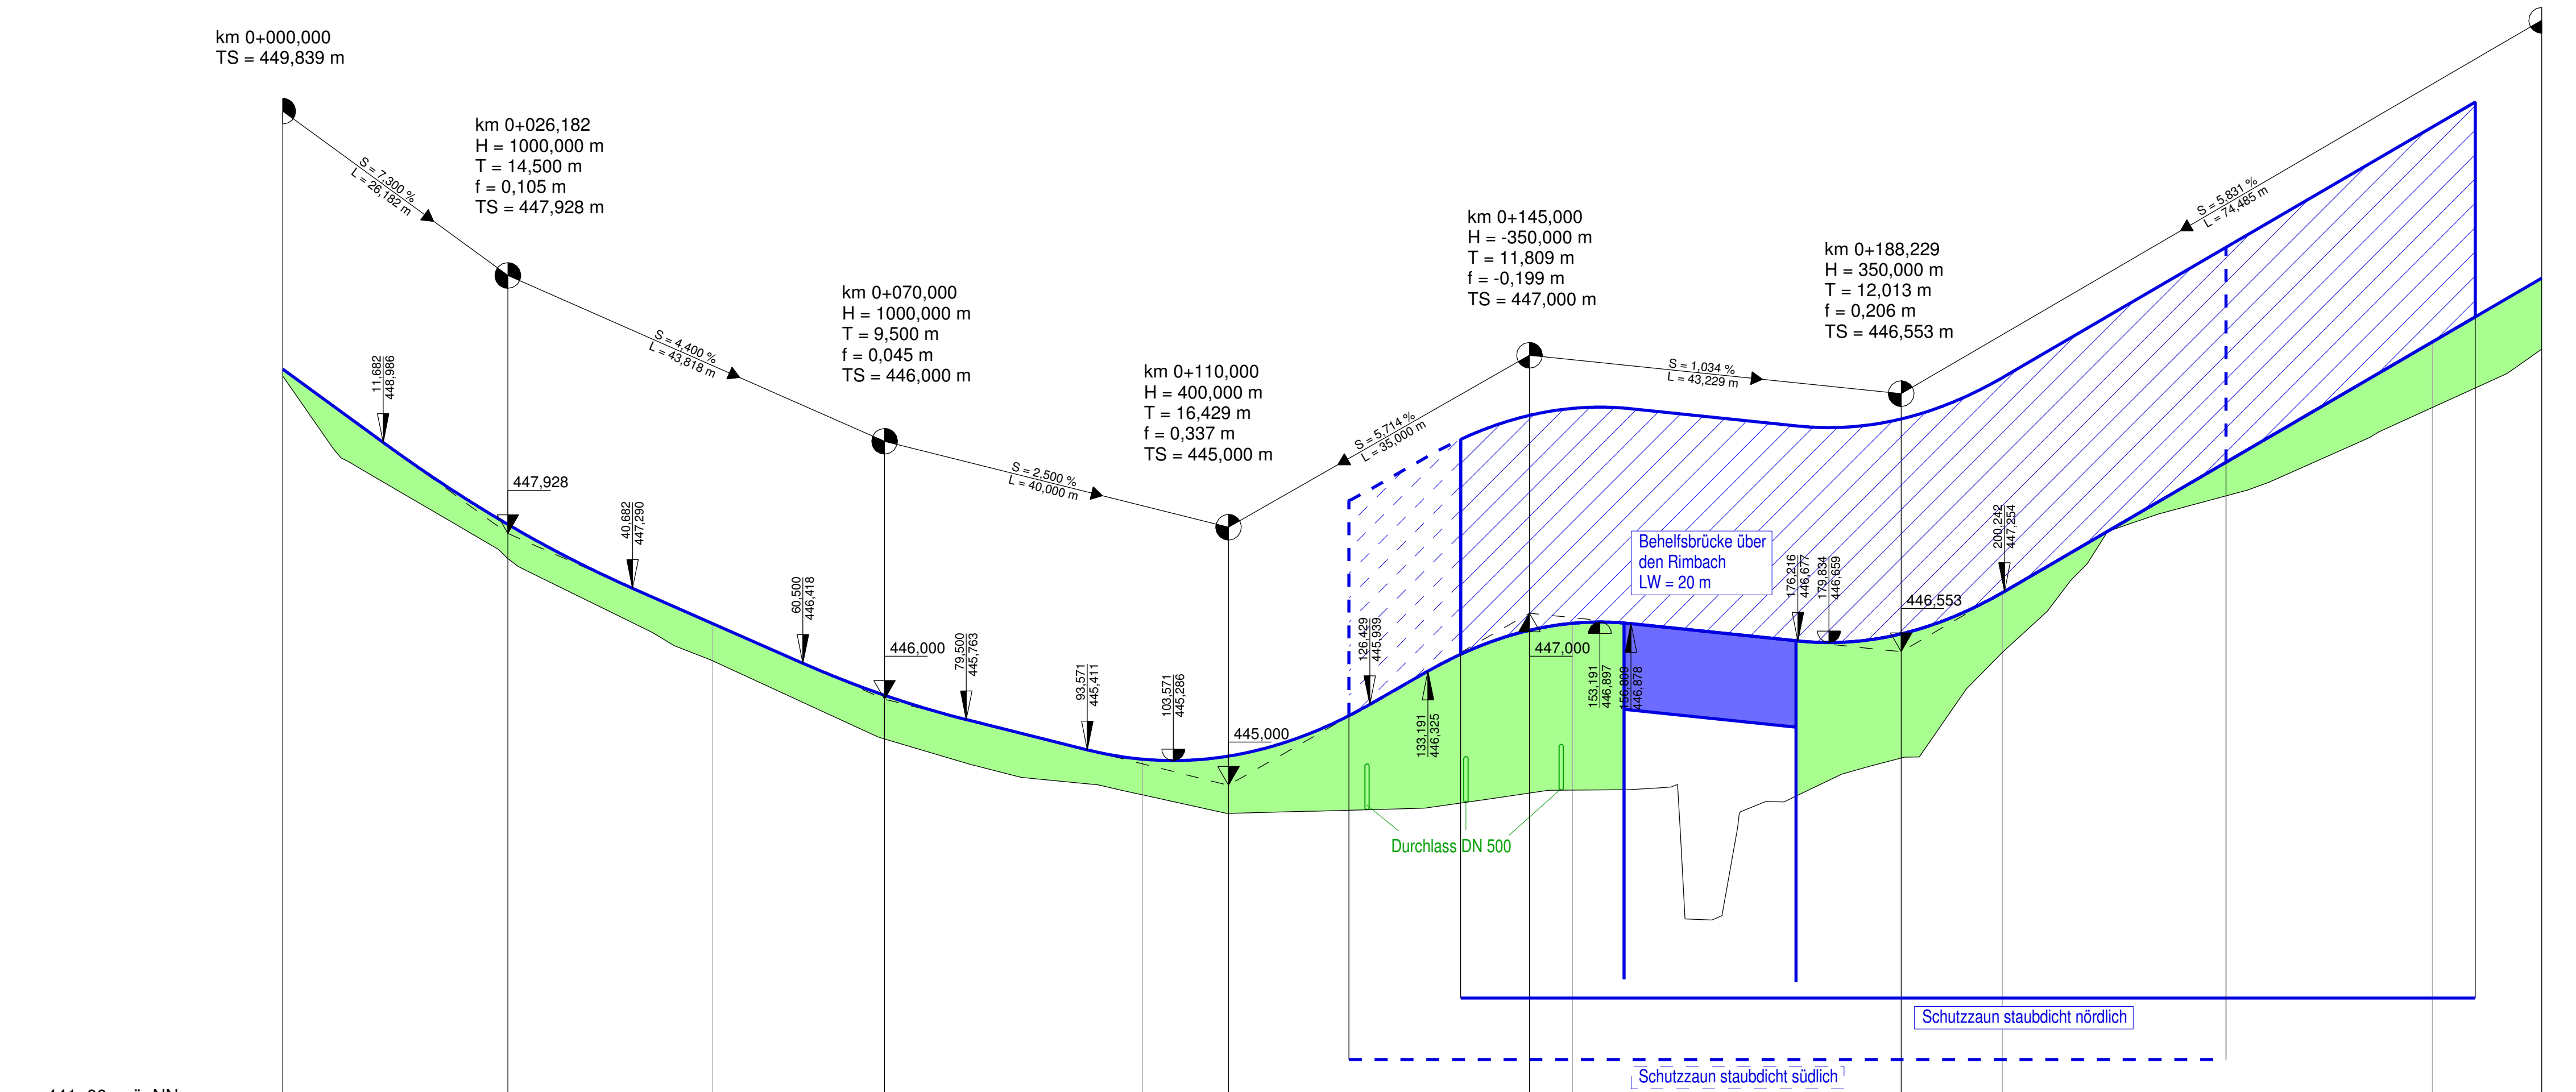 km 0+000,000
TS = 449,839 m
S = 7,300 %
L = 26,182 m
km 0+026,182
H = 1000,000 m
T = 14,500 m
f = 0,105 m
TS = 447,928 m
S = 4,400 %
L = 43,818 m
km 0+070,000
H = 1000,000 m
T = 9,500 m
f = 0,045 m
TS = 446,000 m
S = 2,500 %
L = 40,000 m
km 0+110,000
H = 400,000 m
T = 16,429 m
f = 0,337 m
TS = 445,000 m
S = 5,714 %
L = 35,000 m
km 0+145,000
H = -350,000 m
T = 11,809 m
f = -0,199 m
TS = 447,000 m
S = 1,034 %
L = 43,229 m
km 0+188,229
H = 350,000 m
T = 12,013 m
f = 0,206 m
TS = 446,553 m
S = 5,831 %
L = 74,485 m
11,682
448,986
447,928
40,682
447,290
60,500
446,418
446,000
79,500
445,763
93,571
445,411
103,571
445,286
445,000
126,429
445,939
133,191
446,325
447,000
153,191
446,897
446,878
Behelfsbrücke über
den Rimbach
LW = 20 m
176,216
446,677
179,834
446,659
446,553
200,242
447,254
Durchlass DN 500
Schutzzaun staubdicht nördlich
Schutzzaun staubdicht südlich